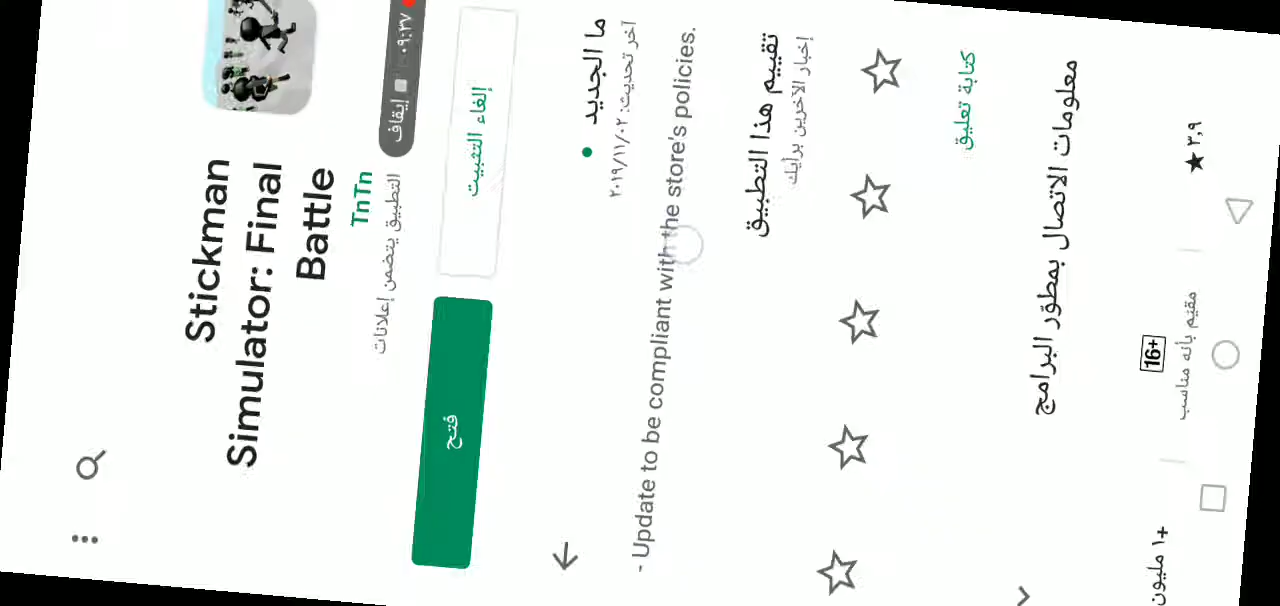 Stickman
Simulator: Final
Battle
TnTn
التطبيق يتضمن إعلانات
إيقاف ٠٩:٢٧
إلغاء التثبيت
فتح
ما الجديد
آخر تحديث: ٢٠١٩/١١/٠٢
- Update to be compliant with the store's policies.
تقييم هذا التطبيق
إخبار الآخرين برأيك
كتابة تعليق
معلومات الاتصال بمطوّر البرامج
٣,٩ ★
16+
مقيّم بأنه مناسب
+١ مليون